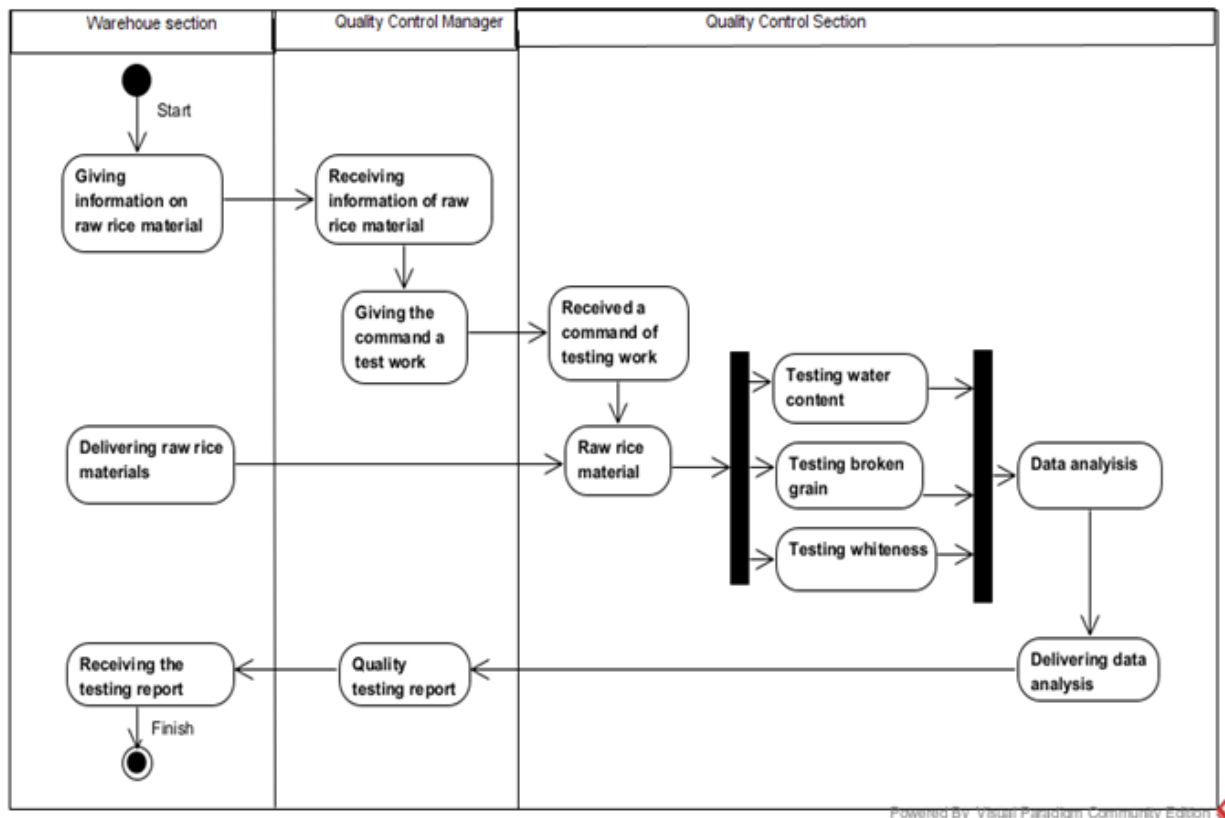 Warehoue section
Quality Control Manager
Quality Control Section
Start
Giving
information on
raw rice material
Receiving
information of raw
rice material
Giving the
command a
test work
Received a
command of
testing work
Testing water
content
Delivering raw rice
materials
Raw rice
material
Testing broken
grain
Data analyisis
Testing whiteness
Receiving the
testing report
Quality
testing report
Delivering data
analysis
Finish
Powered By Visual Paradigm Community Edition